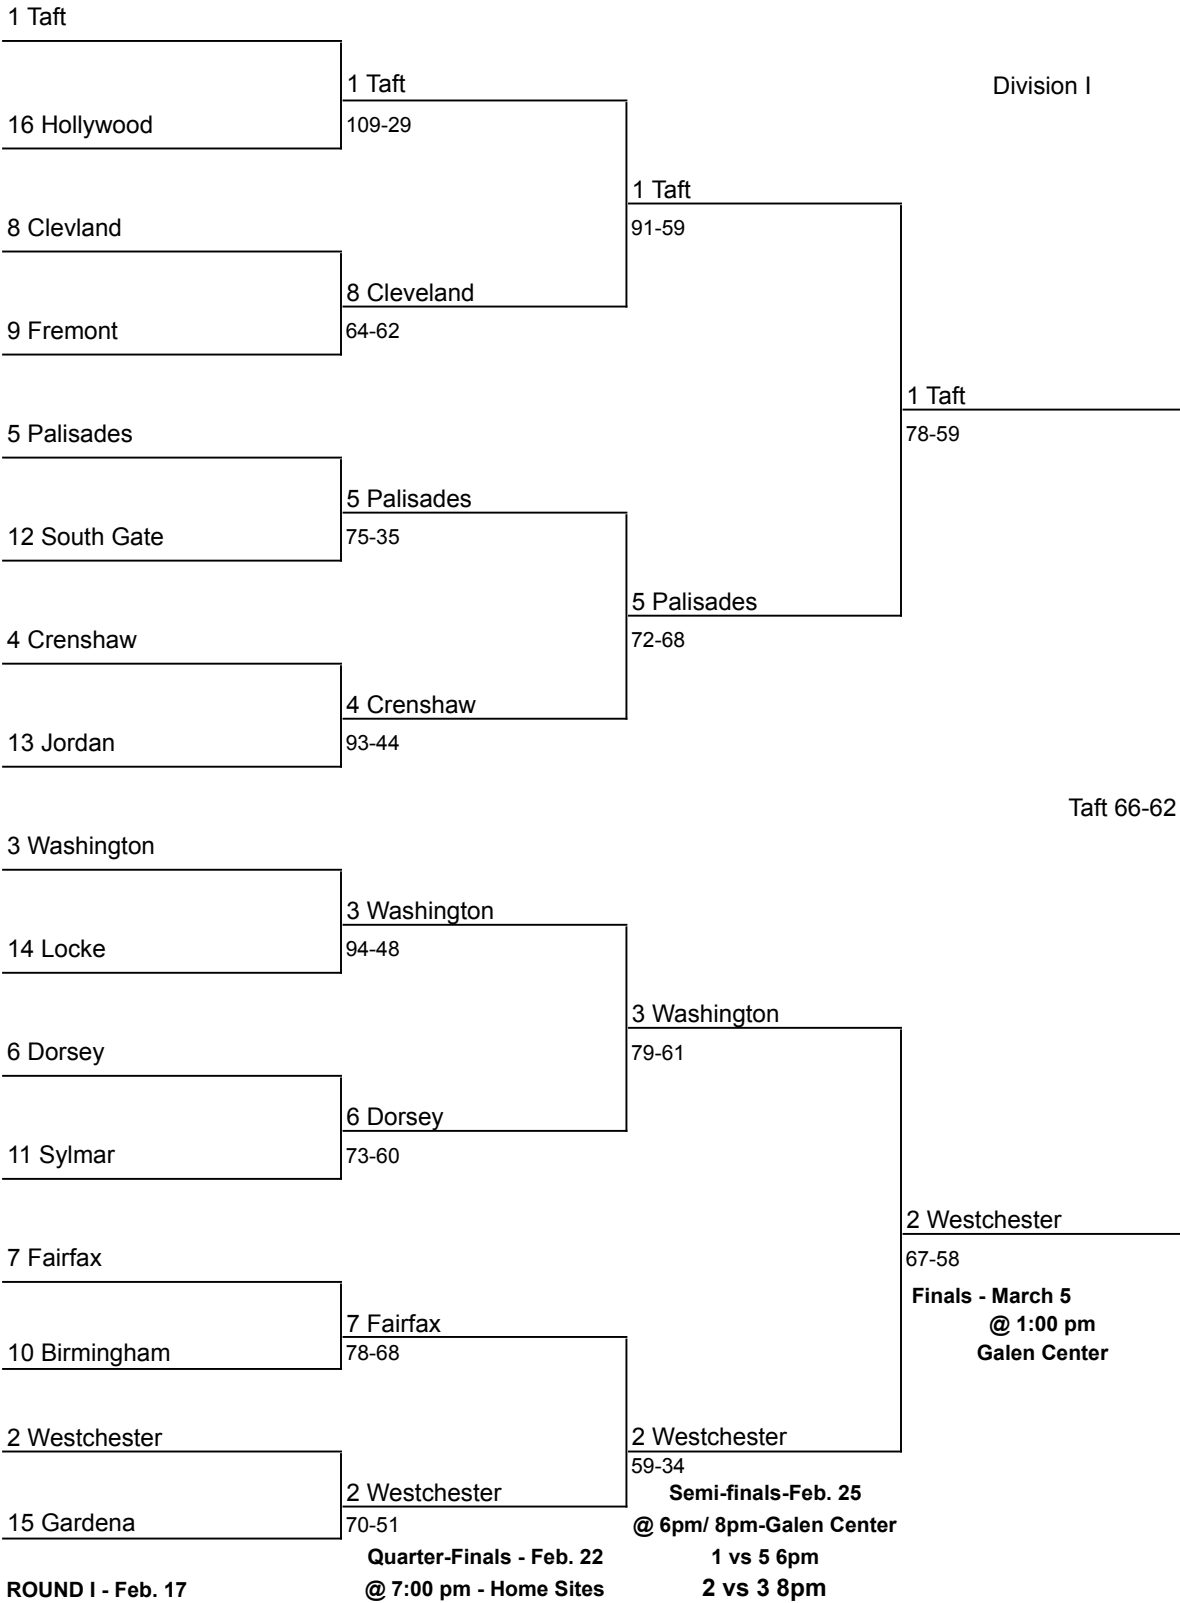 1 Taft
1 Taft
Division I
16 Hollywood
109-29
1 Taft
8 Clevland
91-59
8 Cleveland
9 Fremont
64-62
1 Taft
5 Palisades
78-59
5 Palisades
12 South Gate
75-35
5 Palisades
4 Crenshaw
72-68
4 Crenshaw
13 Jordan
93-44
Taft 66-62
3 Washington
3 Washington
14 Locke
94-48
3 Washington
6 Dorsey
79-61
6 Dorsey
11 Sylmar
73-60
2 Westchester
7 Fairfax
67-58
Finals - March 5
7 Fairfax
@ 1:00 pm
10 Birmingham
78-68
Galen Center
2 Westchester
2 Westchester
59-34
2 Westchester
Semi-finals-Feb. 25
15 Gardena
70-51
@ 6pm/ 8pm-Galen Center
Quarter-Finals - Feb. 22
1 vs 5 6pm
ROUND I - Feb. 17
@ 7:00 pm - Home Sites
2 vs 3 8pm